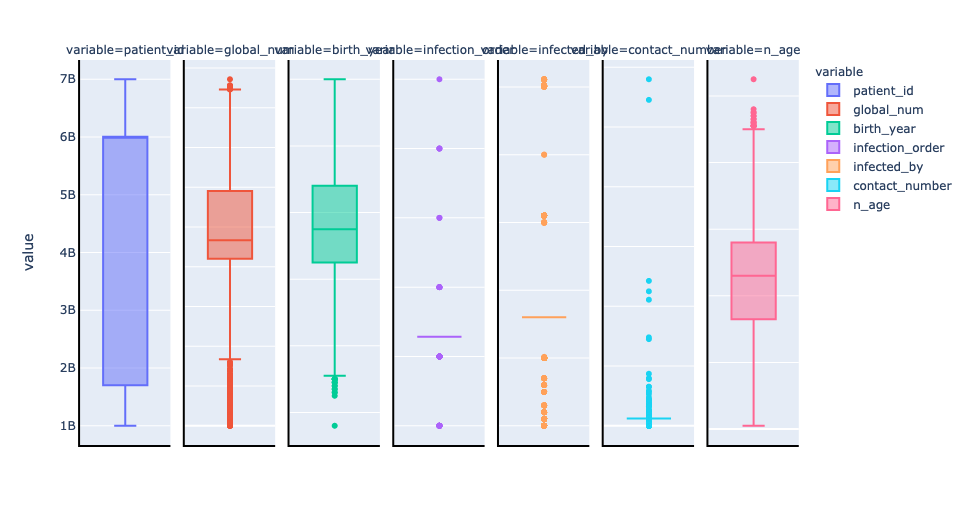 variable=patient_id
variable=global_num
variable=birth_year
variable=infection_order
variable=infected_by
variable=contact_number
variable=n_age
7B
6B
5B
4B
3B
2B
1B
value
variable
patient_id
global_num
birth_year
infection_order
infected_by
contact_number
n_age